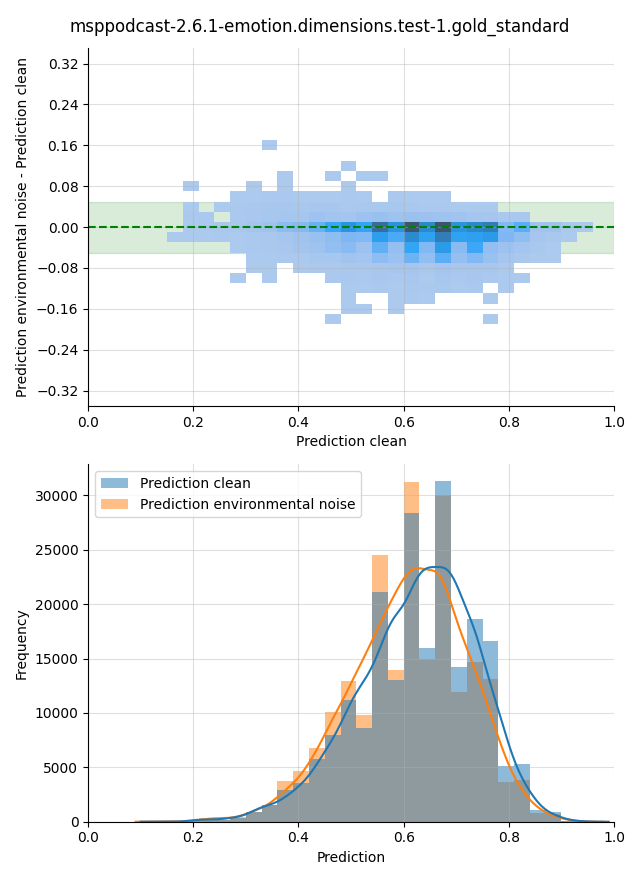 msppodcast-2.6.1-emotion.dimensions.test-1.gold_standard
Prediction environmental noise - Prediction clean
0.32
0.24
0.16
0.08
0.00
−0.08
−0.16
−0.24
−0.32
0.0 0.2 0.4 0.6 0.8 1.0
Prediction clean
Prediction clean
Prediction environmental noise
Frequency
30000
25000
20000
15000
10000
5000
0
0.0 0.2 0.4 0.6 0.8 1.0
Prediction